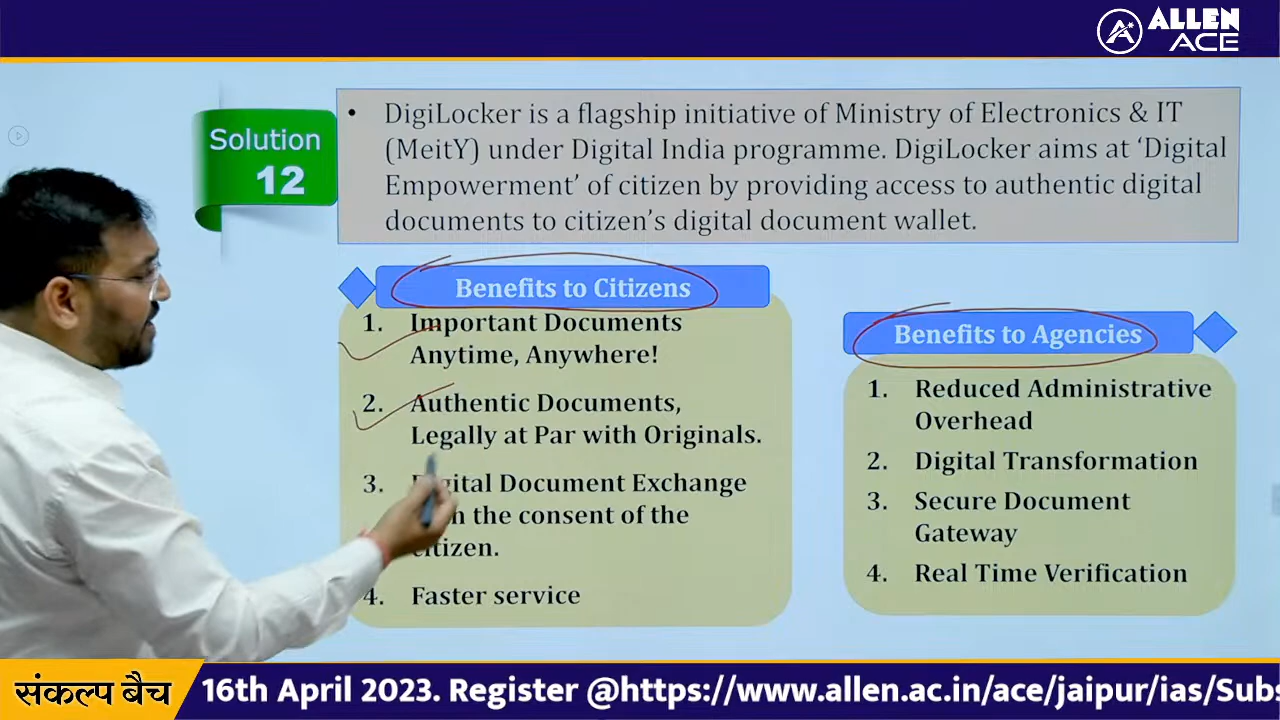 ALLEN
ACE
Solution
12
• DigiLocker is a flagship initiative of Ministry of Electronics & IT
(MeitY) under Digital India programme. DigiLocker aims at ‘Digital
Empowerment’ of citizen by providing access to authentic digital
documents to citizen’s digital document wallet.
Benefits to Citizens
1. Important Documents
Anytime, Anywhere!
2. Authentic Documents,
Legally at Par with Originals.
3. Digital Document Exchange
the consent of the
citizen.
4. Faster service
Benefits to Agencies
1. Reduced Administrative
Overhead
2. Digital Transformation
3. Secure Document
Gateway
4. Real Time Verification
संकल्प बैच
16th April 2023. Register @https://www.allen.ac.in/ace/jaipur/ias/Subs